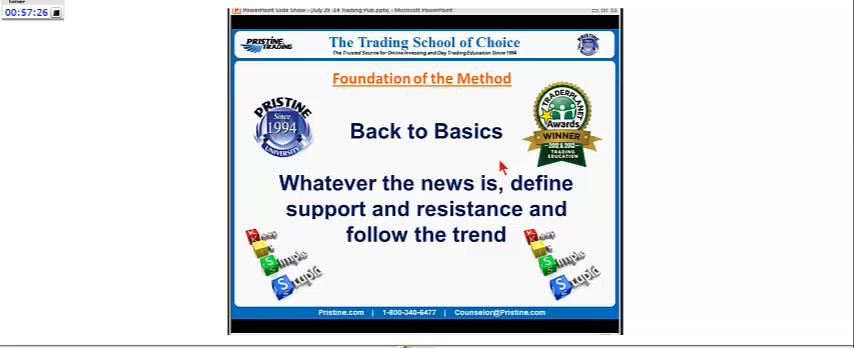 timer
00:57:26
PowerPoint Slide Show - [July 29 -14 Trading Pub.pptx] - Microsoft PowerPoint
PRISTINE
TRADING
The Trading School of Choice
The Trusted Source for Online Investing and Day Trading Education Since 1994
Foundation of the Method
PRISTINE
Since
1994
UNIVERSITY
Back to Basics
TRADERPLANET
Awards
WINNER
2012 & 2013
TRADING
EDUCATION
Whatever the news is, define
support and resistance and
follow the trend
Keep
It
Simple
Stupid
Keep
It
Simple
Stupid
Pristine.com | 1-800-340-6477 | Counselor@Pristine.com